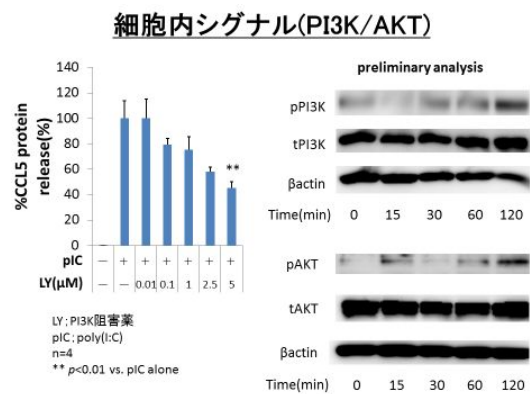 細胞内シグナル(PI3K/AKT)
%CCL5 protein
release(%)
140
120
100
80
60
40
20
0
**
pIC — + + + + + +
LY(μM) — — 0.01 0.1 1 2.5 5
LY;PI3K阻害薬
pIC;poly(I:C)
n=4
** p<0.01 vs. pIC alone
preliminary analysis
pPI3K
tPI3K
βactin
Time(min) 0 15 30 60 120
pAKT
tAKT
βactin
Time(min) 0 15 30 60 120